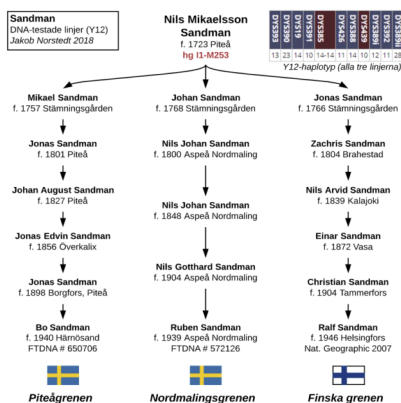 Sandman
DNA-testade linjer (Y12)
Jakob Norstedt 2018
Nils Mikaelsson
Sandman
f. 1723 Piteå
hg I1-M253
DYS393 DYS390 DYS19 DYS391 DYS385 DYS426 DYS388 DYS439 DYS389i DYS392 DYS389ii
13 23 14 10 14-14 11 14 11 12 11 28
Y12-haplotyp (alla tre linjerna)
Mikael Sandman
f. 1757 Stämningsgården
Jonas Sandman
f. 1801 Piteå
Johan August Sandman
f. 1827 Piteå
Jonas Edvin Sandman
f. 1856 Överkalix
Jonas Sandman
f. 1898 Borgfors, Piteå
Bo Sandman
f. 1940 Härnösand
FTDNA # 650706
Piteågrenen
Johan Sandman
f. 1768 Stämningsgården
Nils Johan Sandman
f. 1800 Aspeå Nordmaling
Nils Johan Sandman
f. 1848 Aspeå Nordmaling
Nils Gotthard Sandman
f. 1904 Aspeå Nordmaling
Ruben Sandman
f. 1939 Aspeå Nordmaling
FTDNA # 572126
Nordmalingsgrenen
Jonas Sandman
f. 1766 Stämningsgården
Zachris Sandman
f. 1804 Brahestad
Nils Arvid Sandman
f. 1839 Kalajoki
Einar Sandman
f. 1872 Vasa
Christian Sandman
f. 1904 Tammerfors
Ralf Sandman
f. 1946 Helsingfors
Nat. Geographic 2007
Finska grenen